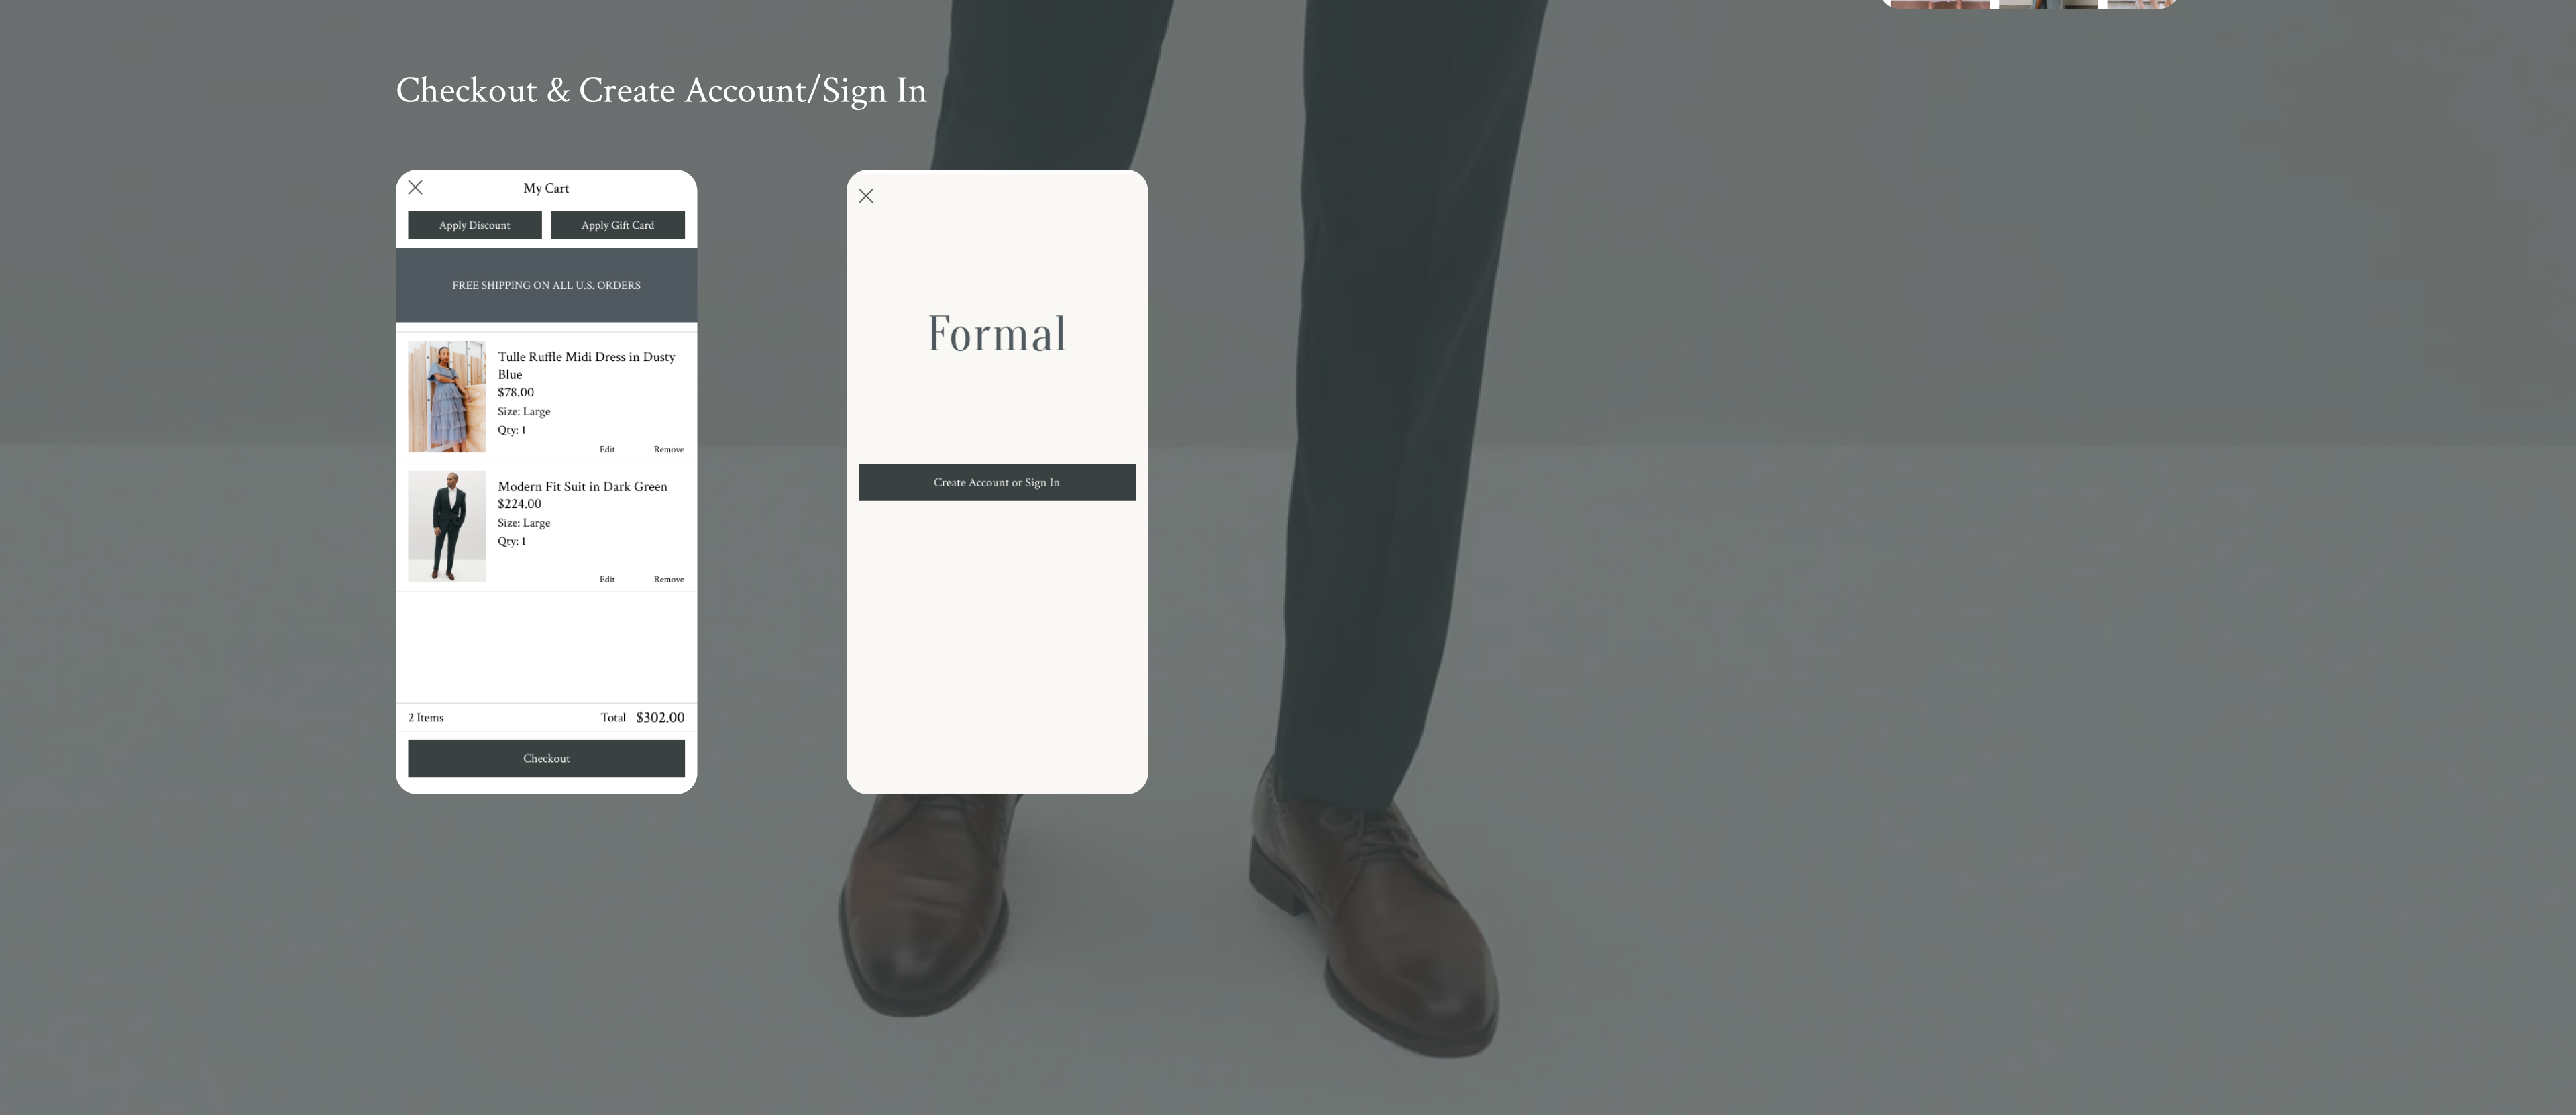 Checkout & Create Account/Sign In
My Cart
Apply Discount
Apply Gift Card
FREE SHIPPING ON ALL U.S. ORDERS
Tulle Ruffle Midi Dress in Dusty
Blue
$78.00
Size: Large
Qty: 1
Edit
Remove
Modern Fit Suit in Dark Green
$224.00
Size: Large
Qty: 1
Edit
Remove
2 Items
Total $302.00
Checkout
Formal
Create Account or Sign In